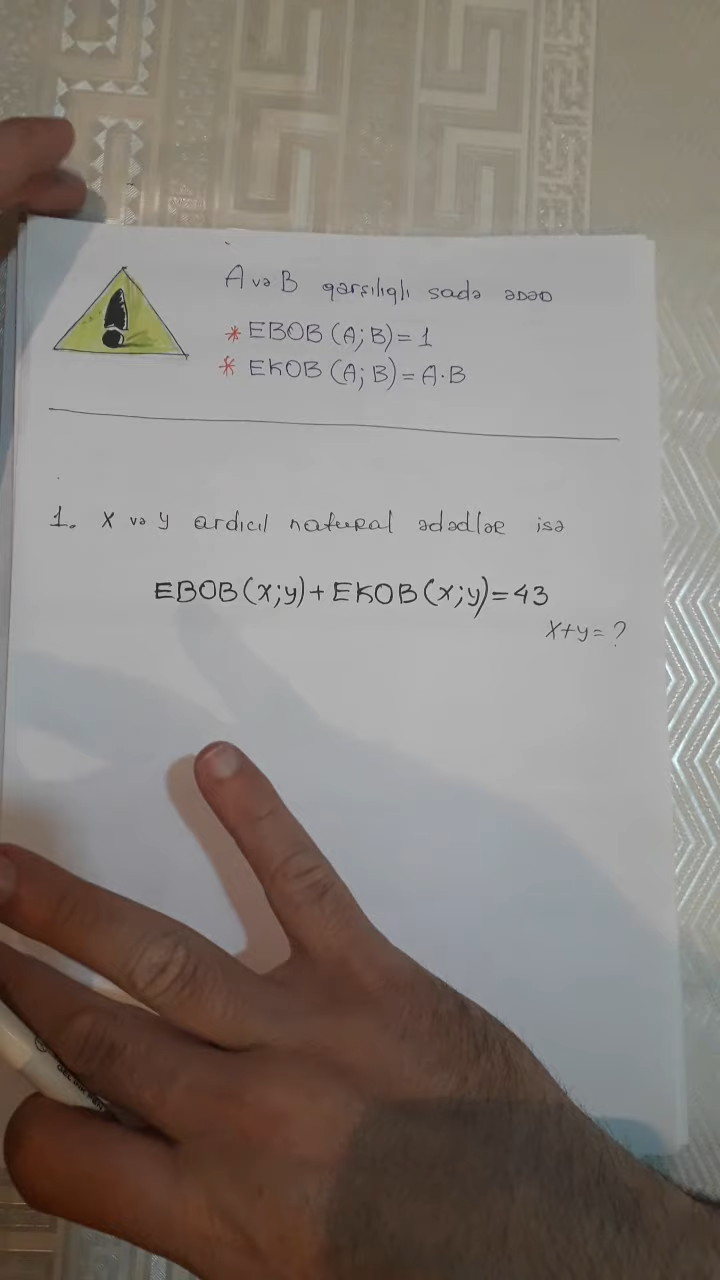 A və B qarşılıqlı sadə ədəd
* EBOB (A; B) = 1
* EKOB (A; B) = A·B
1. X və y ardıcıl natural ədədlər isə
EBOB (x;y) + EKOB (x;y) = 43
x+y = ?